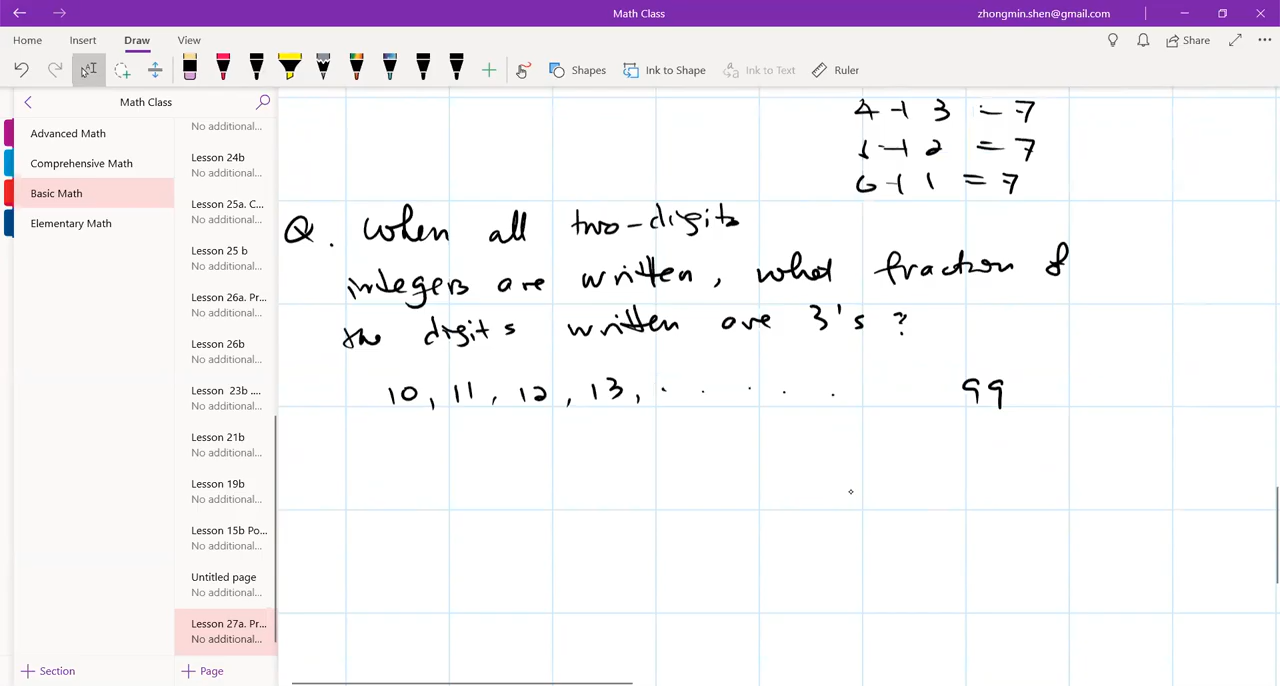 Math Class
zhongmin.shen@gmail.com
Home
Insert
Draw
View
Share
Shapes
Ink to Shape
Ink to Text
Ruler
Math Class
Advanced Math
Comprehensive Math
Basic Math
Elementary Math
Section
No additional...
Lesson 24b
No additional...
Lesson 25a. C...
No additional...
Lesson 25 b
No additional...
Lesson 26a. Pr...
No additional...
Lesson 26b
No additional...
Lesson 23b ....
No additional...
Lesson 21b
No additional...
Lesson 19b
No additional...
Lesson 15b Po...
No additional...
Untitled page
No additional...
Lesson 27a. Pr...
No additional...
Page
4 + 3 = 7
5 + 2 = 7
6 + 1 = 7
Q. When all two-digits
integers are written, what fraction of
the digits written are 3's ?
10, 11, 12, 13, . . . . . 99